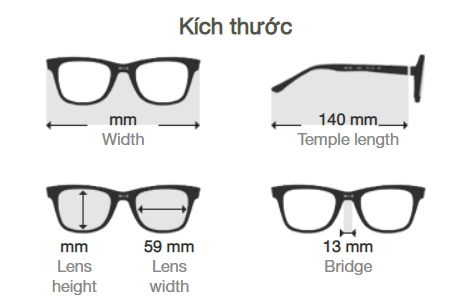 Kích thước
mm
Width
140 mm
Temple length
mm
Lens
height
59 mm
Lens
width
13 mm
Bridge